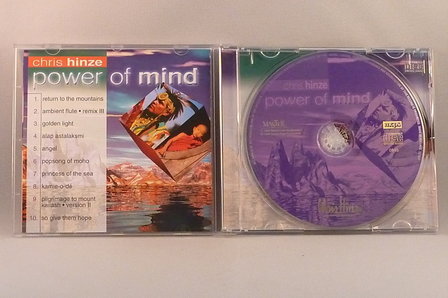 chris hinze
power of mind
1. return to the mountains
2. ambient flute • remix III
3. golden light
4. alap astalaksmi
5. angel
6. popsong of moho
7. princess of the sea
8. kamie-o-dé
9. pilgrimage to mount
kailash • version II
10. so give them hope
chris hinze
power of mind